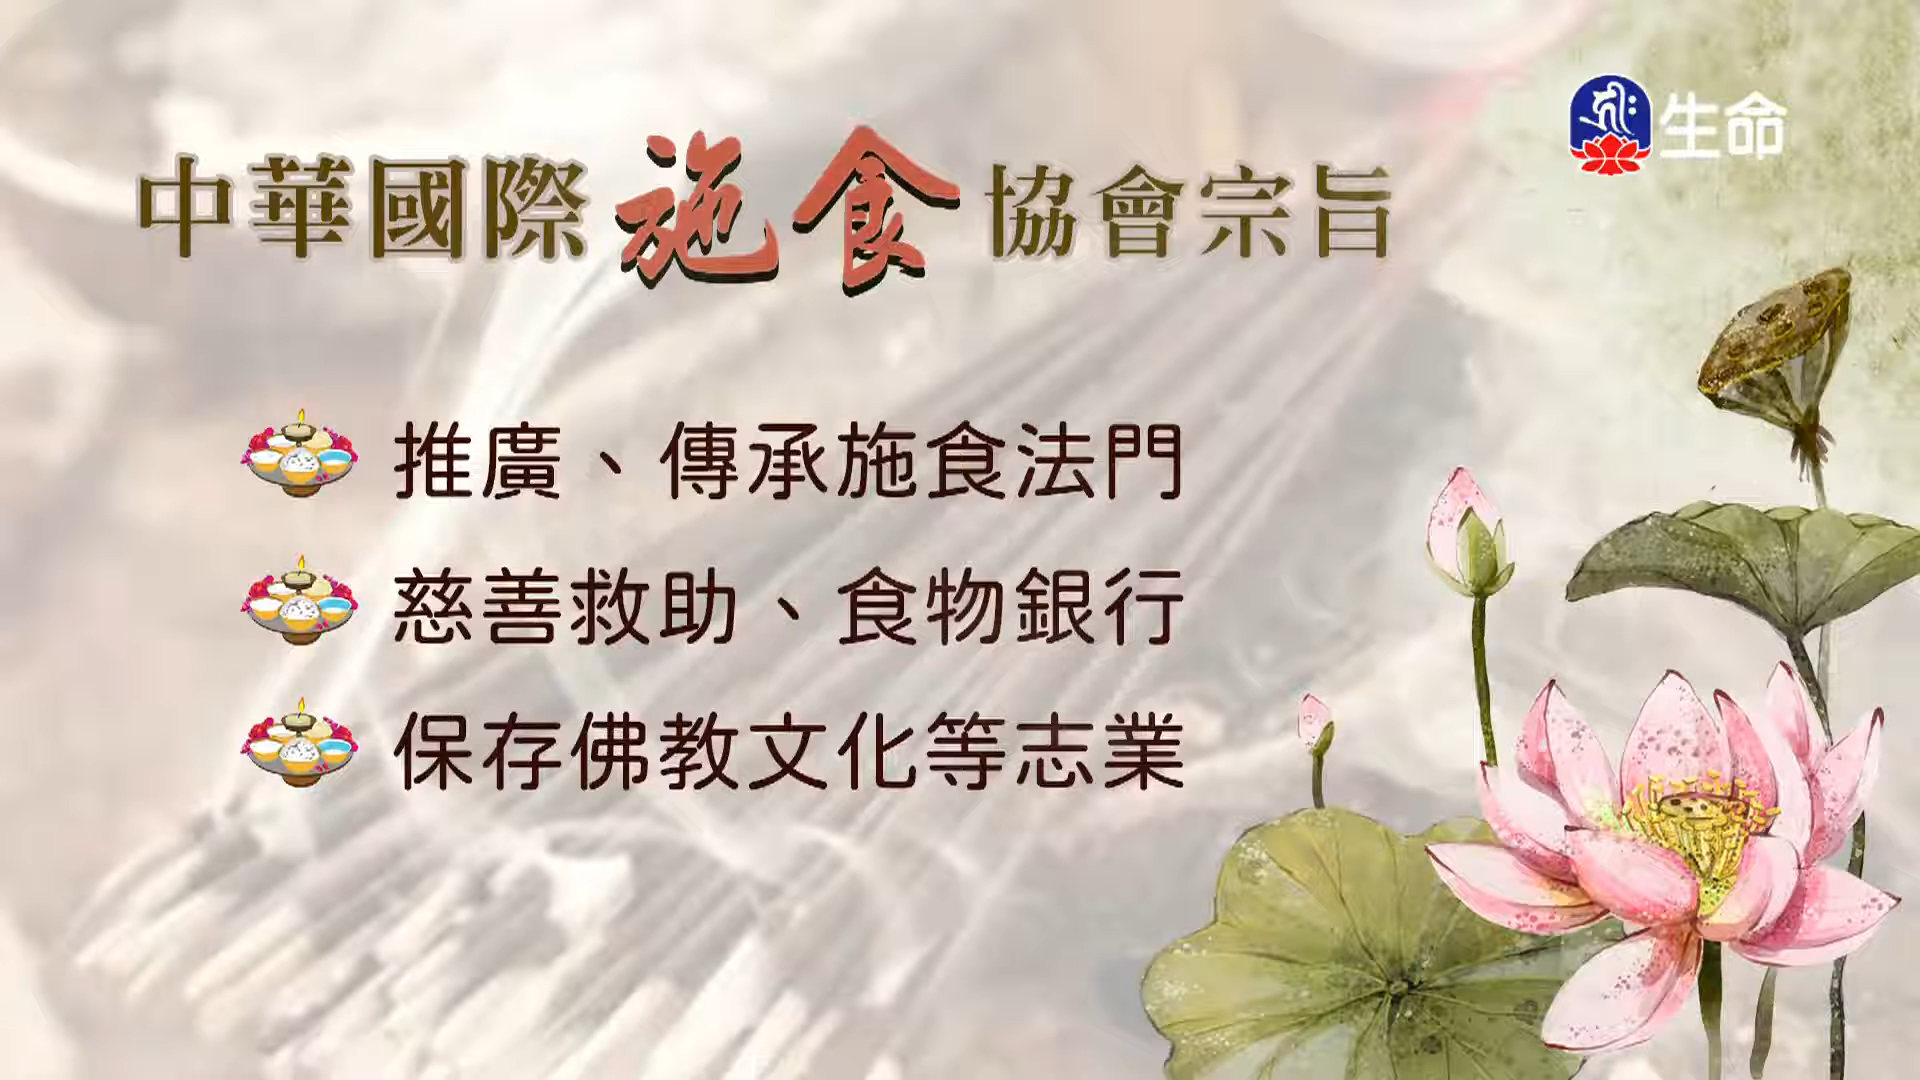 生命
中華國際施食協會宗旨
推廣、傳承施食法門
慈善救助、食物銀行
保存佛教文化等志業